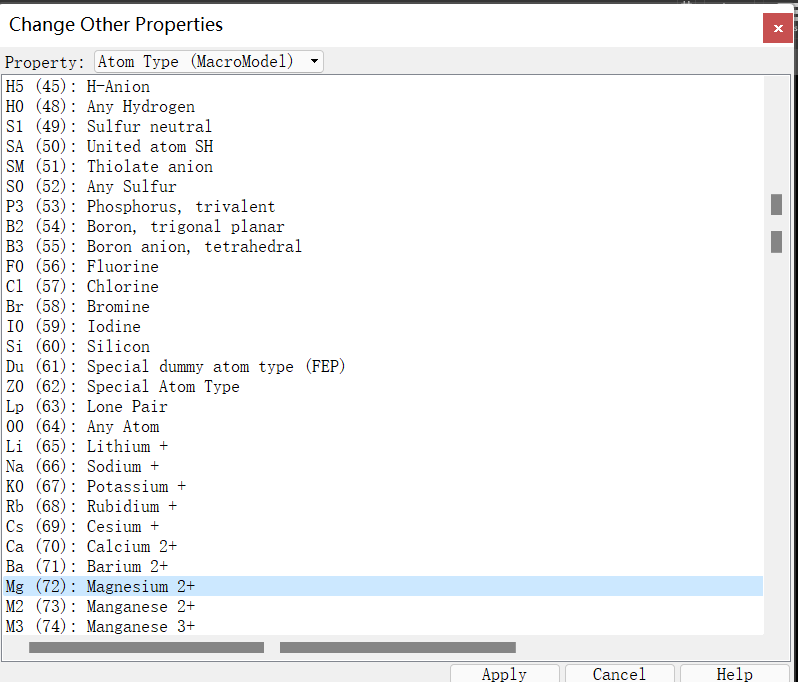 Change Other Properties
Property: Atom Type (MacroModel)
H5 (45): H-Anion
H0 (48): Any Hydrogen
S1 (49): Sulfur neutral
SA (50): United atom SH
SM (51): Thiolate anion
S0 (52): Any Sulfur
P3 (53): Phosphorus, trivalent
B2 (54): Boron, trigonal planar
B3 (55): Boron anion, tetrahedral
F0 (56): Fluorine
Cl (57): Chlorine
Br (58): Bromine
I0 (59): Iodine
Si (60): Silicon
Du (61): Special dummy atom type (FEP)
Z0 (62): Special Atom Type
Lp (63): Lone Pair
00 (64): Any Atom
Li (65): Lithium +
Na (66): Sodium +
K0 (67): Potassium +
Rb (68): Rubidium +
Cs (69): Cesium +
Ca (70): Calcium 2+
Ba (71): Barium 2+
Mg (72): Magnesium 2+
M2 (73): Manganese 2+
M3 (74): Manganese 3+
Apply Cancel Help